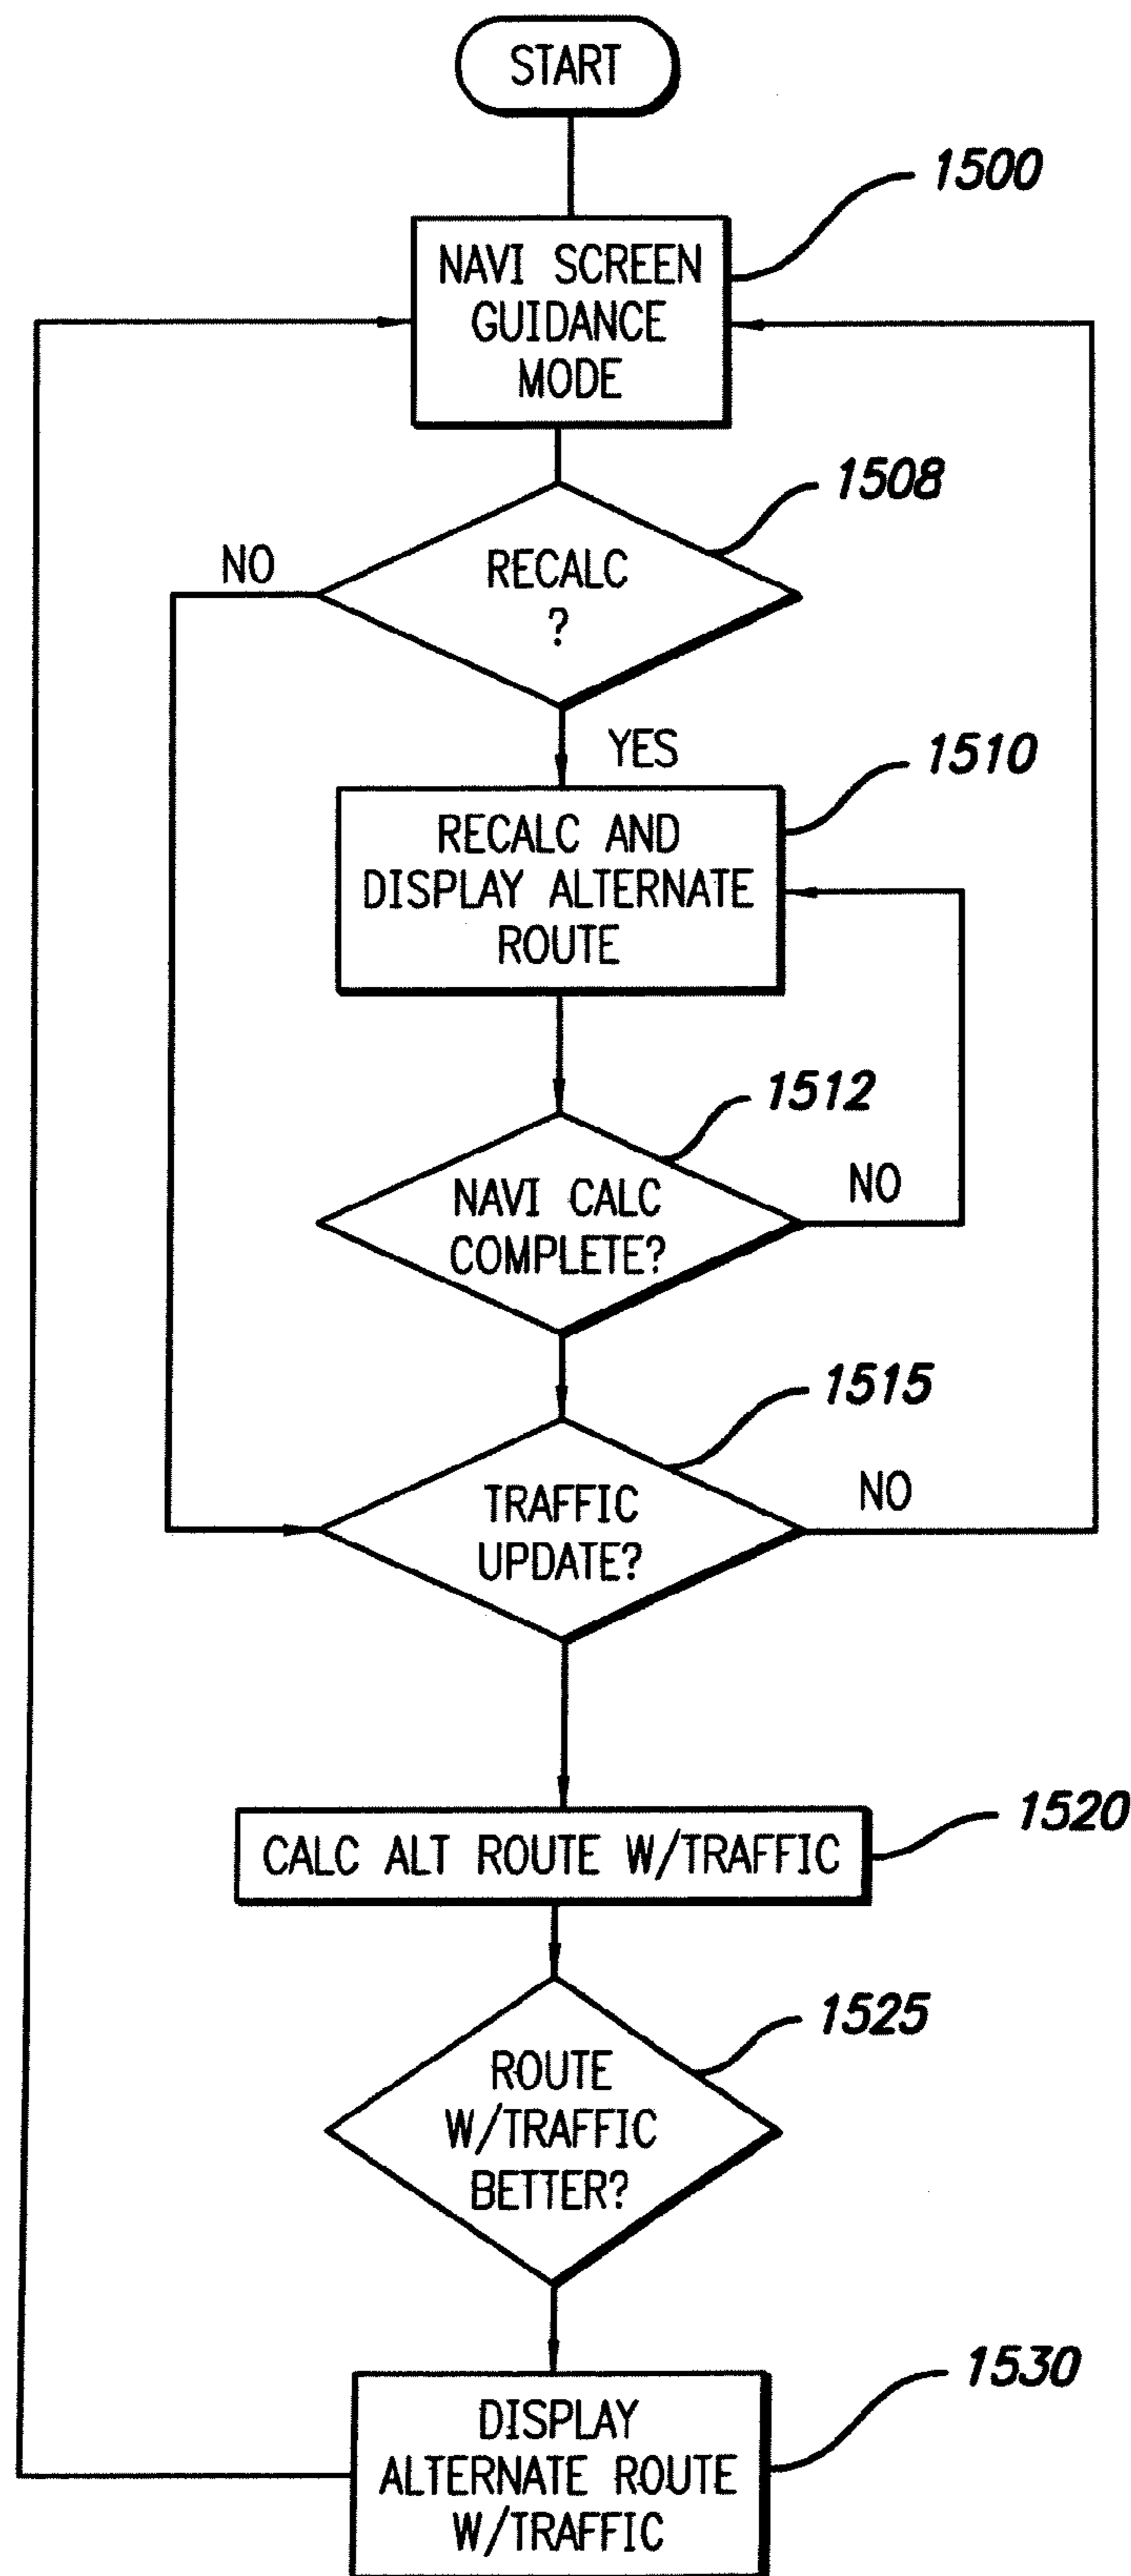 START
1500
NAVI SCREEN
GUIDANCE
MODE
1508
NO
RECALC
?
YES
1510
RECALC AND
DISPLAY ALTERNATE
ROUTE
1512
NAVI CALC
COMPLETE?
NO
1515
TRAFFIC
UPDATE?
NO
1520
CALC ALT ROUTE W/TRAFFIC
1525
ROUTE
W/TRAFFIC
BETTER?
1530
DISPLAY
ALTERNATE ROUTE
W/TRAFFIC